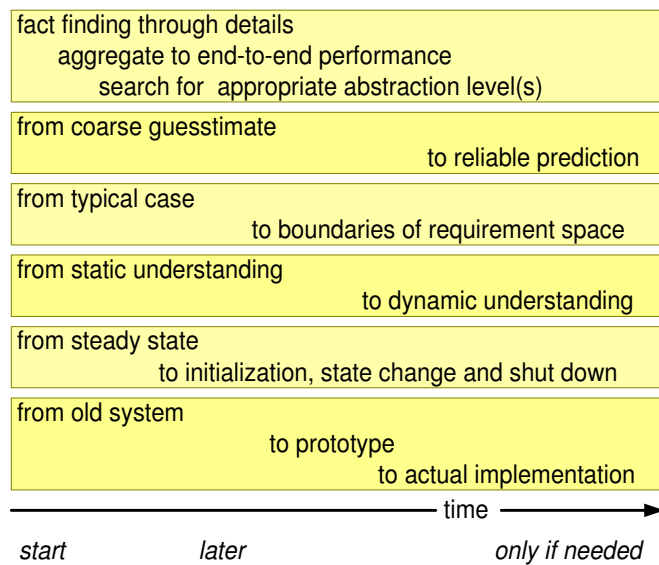 fact finding through details
aggregate to end-to-end performance
search for appropriate abstraction level(s)
from coarse guesstimate
to reliable prediction
from typical case
to boundaries of requirement space
from static understanding
to dynamic understanding
from steady state
to initialization, state change and shut down
from old system
to prototype
to actual implementation
time
start later only if needed